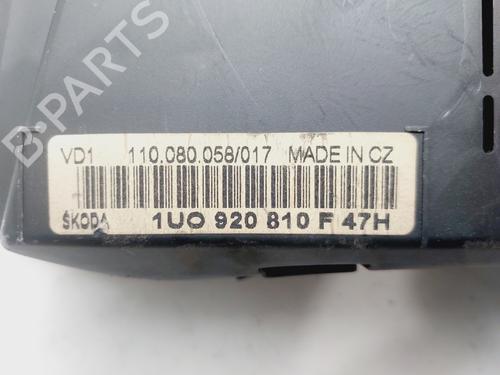 B-PARTS
VD1 110.080.058/017 MADE IN CZ
ŠKODA 1UO 920 810 F 47H